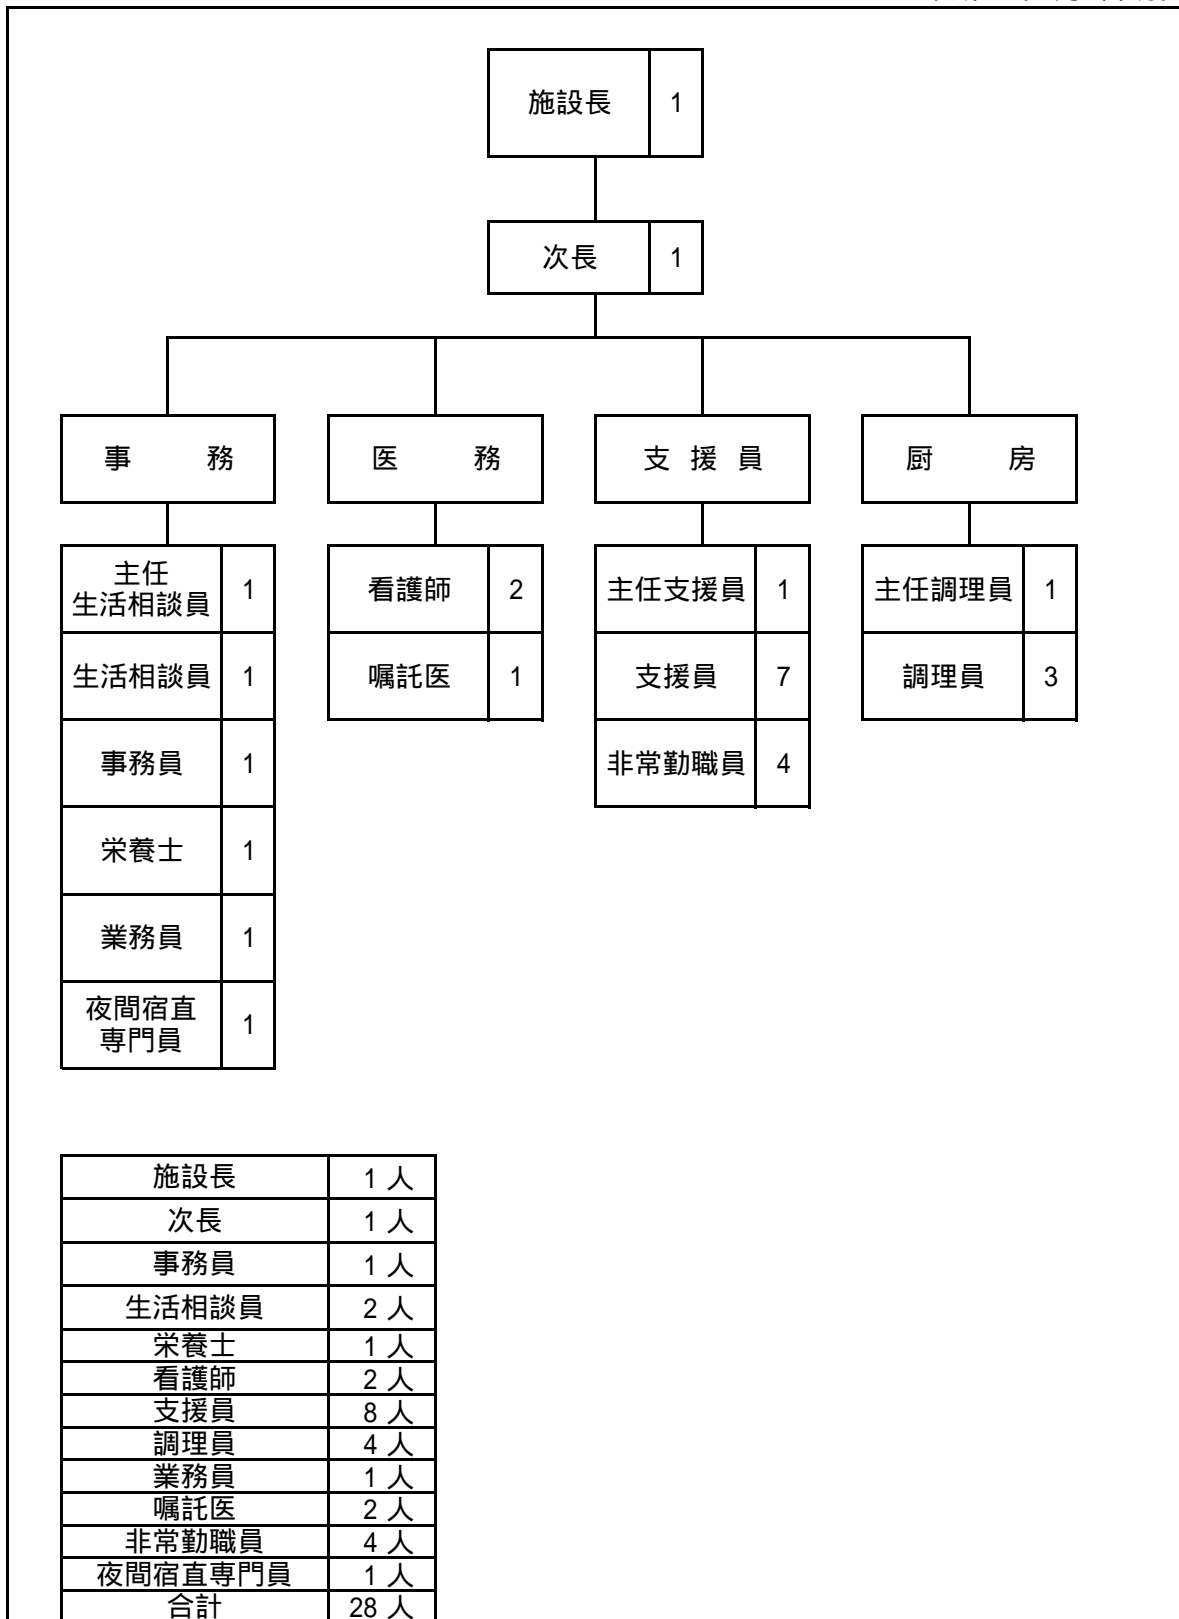 施設長 1
次長 1
事務 医務 支援員 厨房
主任
生活相談員 1
看護師 2
主任支援員 1
主任調理員 1
生活相談員 1
嘱託医 1
支援員 7
調理員 3
事務員 1
非常勤職員 4
栄養士 1
業務員 1
夜間宿直
専門員 1
施設長 1 人
次長 1 人
事務員 1 人
生活相談員 2 人
栄養士 1 人
看護師 2 人
支援員 8 人
調理員 4 人
業務員 1 人
嘱託医 2 人
非常勤職員 4 人
夜間宿直専門員 1 人
合計 28 人